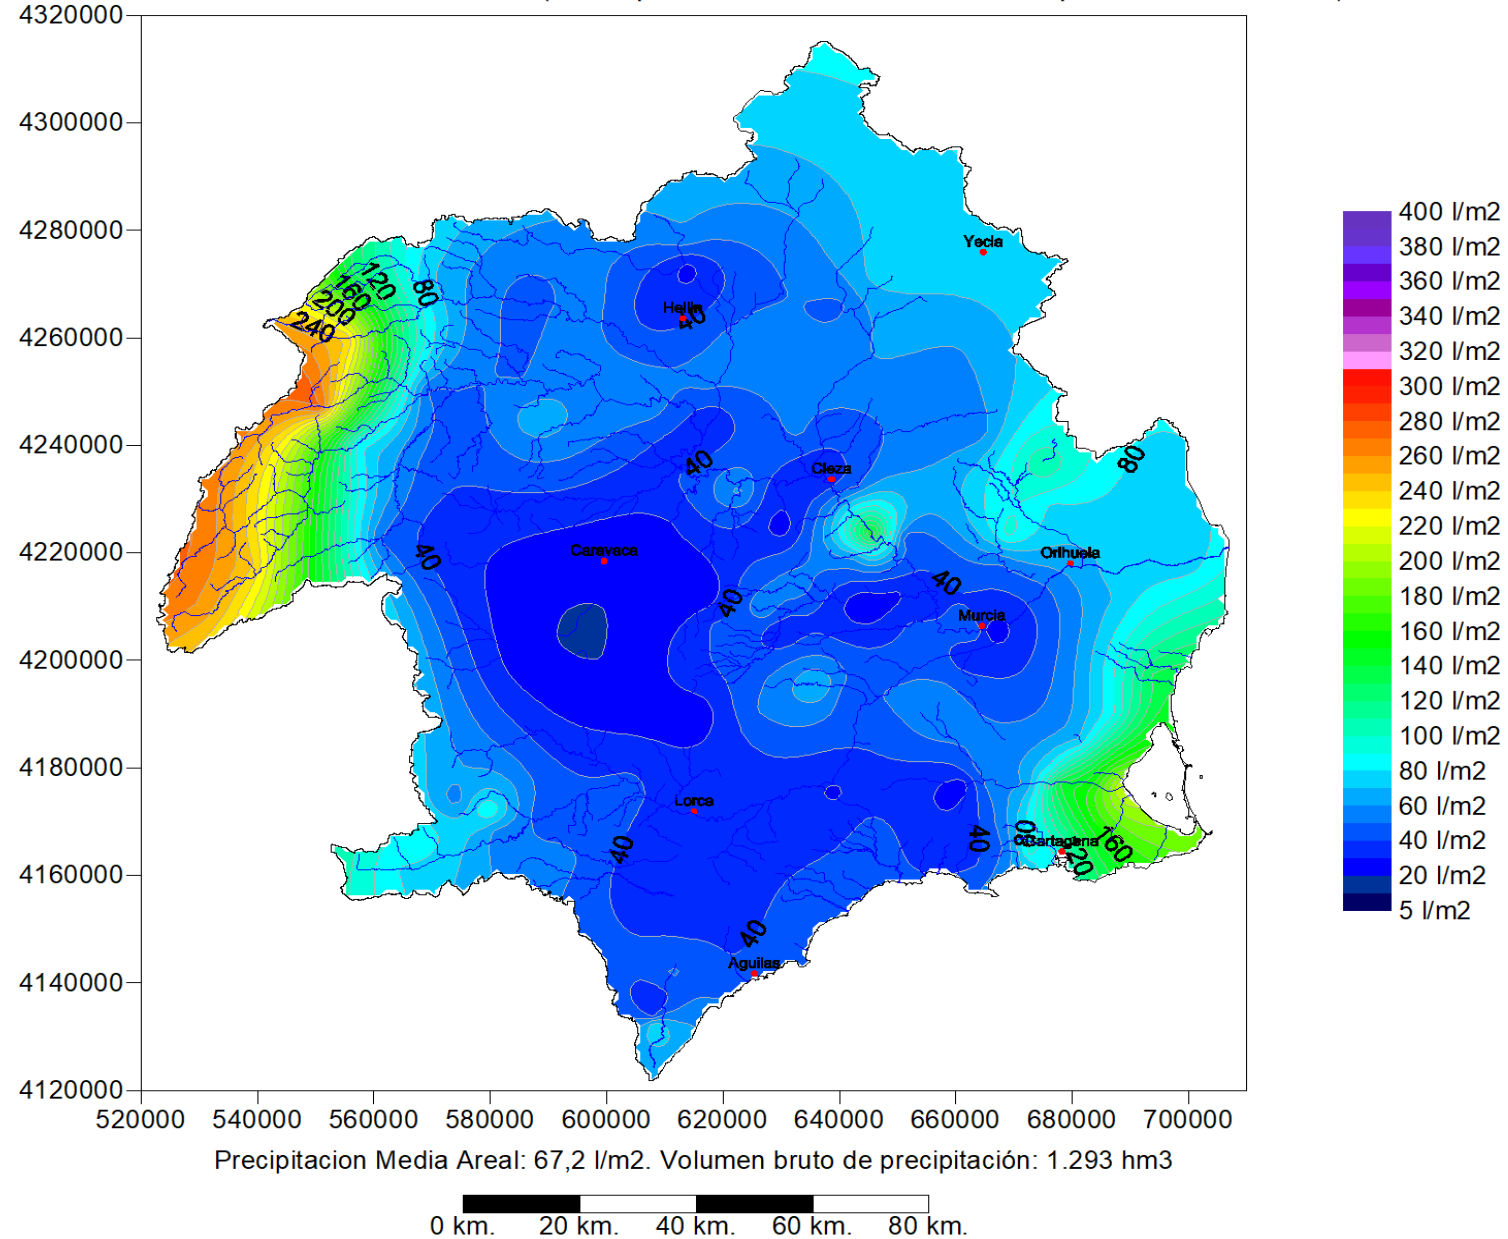 4320000
4300000
4280000
4260000
4240000
4220000
4200000
4180000
4160000
4140000
4120000
520000 540000 560000 580000 600000 620000 640000 660000 680000 700000
Yecla
120
160
200
240
80
Hellin
40
40
Cieza
80
Caravaca
40
40
40
Orihuela
Murcia
Lorca
40
40
80
Cartagena
120
160
40
Aguilas
400 l/m2
380 l/m2
360 l/m2
340 l/m2
320 l/m2
300 l/m2
280 l/m2
260 l/m2
240 l/m2
220 l/m2
200 l/m2
180 l/m2
160 l/m2
140 l/m2
120 l/m2
100 l/m2
80 l/m2
60 l/m2
40 l/m2
20 l/m2
5 l/m2
Precipitacion Media Areal: 67,2 l/m2. Volumen bruto de precipitación: 1.293 hm3
0 km. 20 km. 40 km. 60 km. 80 km.